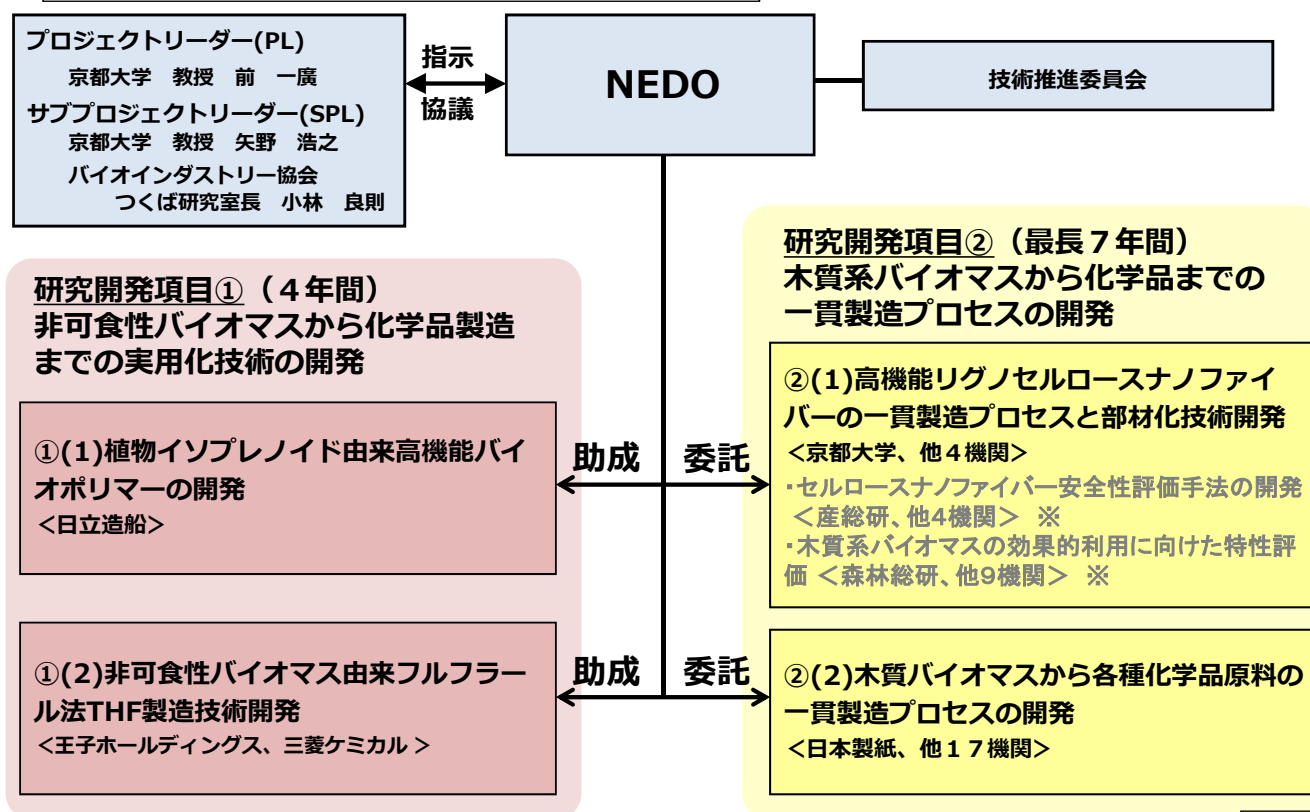 プロジェクトリーダー(PL)
京都大学 教授 前 一廣
サブプロジェクトリーダー(SPL)
京都大学 教授 矢野 浩之
バイオインダストリー協会
つくば研究室長 小林 良則
指示
協議
NEDO
技術推進委員会
研究開発項目①（４年間）
非可食性バイオマスから化学品製造
までの実用化技術の開発
①(1)植物イソプレノイド由来高機能バイ
オポリマーの開発
＜日立造船＞
①(2)非可食性バイオマス由来フルフラー
ル法THF製造技術開発
＜王子ホールディングス、三菱ケミカル ＞
助成
委託
助成
委託
研究開発項目②（最長７年間）
木質系バイオマスから化学品までの
一貫製造プロセスの開発
②(1)高機能リグノセルロースナノファイ
バーの一貫製造プロセスと部材化技術開発
＜京都大学、他４機関＞
・セルロースナノファイバー安全性評価手法の開発
＜産総研、他4機関＞ ※
・木質系バイオマスの効果的利用に向けた特性評
価 ＜森林総研、他9機関＞ ※
②(2)木質バイオマスから各種化学品原料の
一貫製造プロセスの開発
＜日本製紙、他１７機関＞